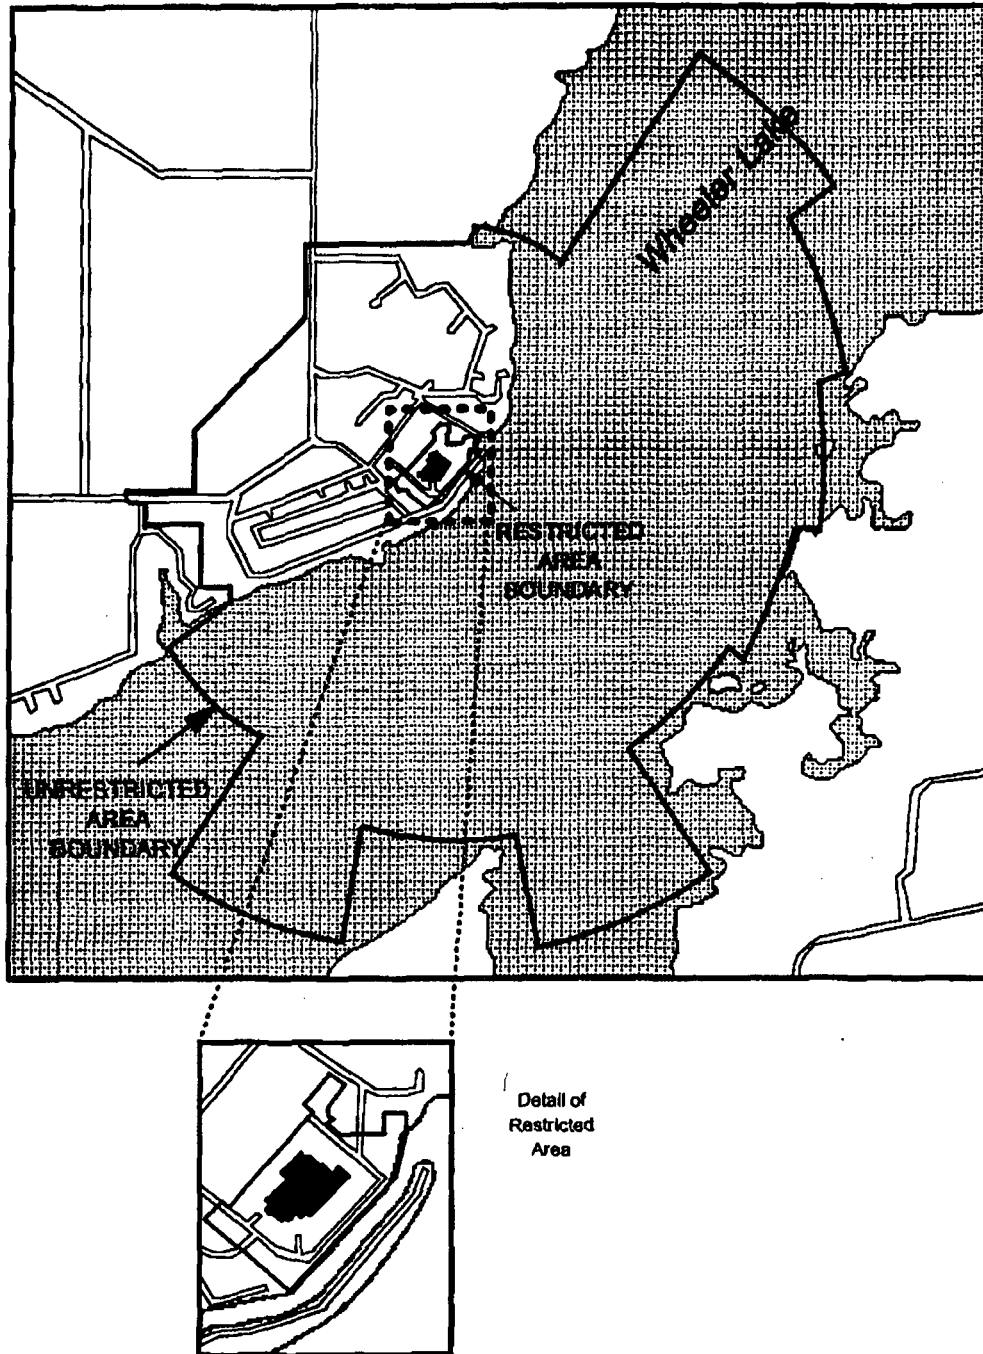 Wheeler Lake
RESTRICTED
AREA
BOUNDARY
UNRESTRICTED
AREA
BOUNDARY
Detail of
Restricted
Area